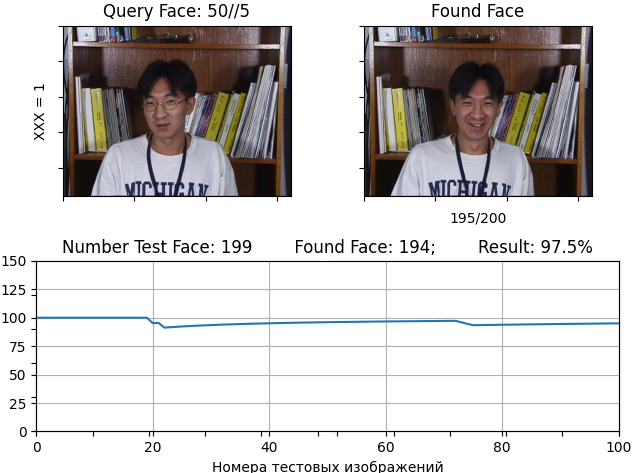 Query Face: 50//5
Found Face
XXX = 1
MICHIGAN
MICHIGAN
195/200
Number Test Face: 199 Found Face: 194; Result: 97.5%
150
125
100
75
50
25
0
0 20 40 60 80 100
Номера тестовых изображений